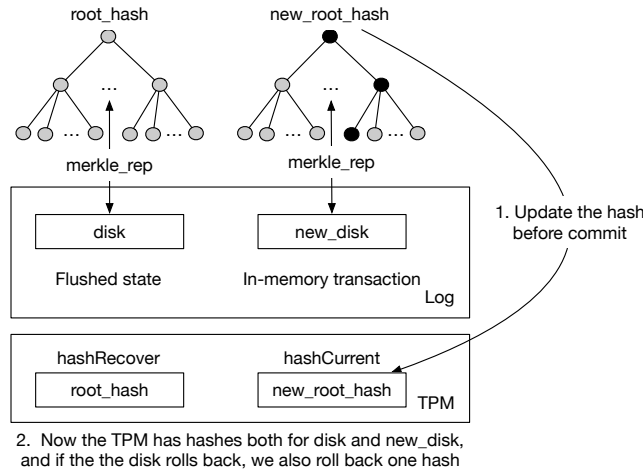 root_hash
new_root_hash
...
...
...
...
...
...
merkle_rep
merkle_rep
1. Update the hash
before commit
disk
new_disk
Flushed state
In-memory transaction
Log
hashRecover
hashCurrent
root_hash
new_root_hash
TPM
2. Now the TPM has hashes both for disk and new_disk,
and if the the disk rolls back, we also roll back one hash